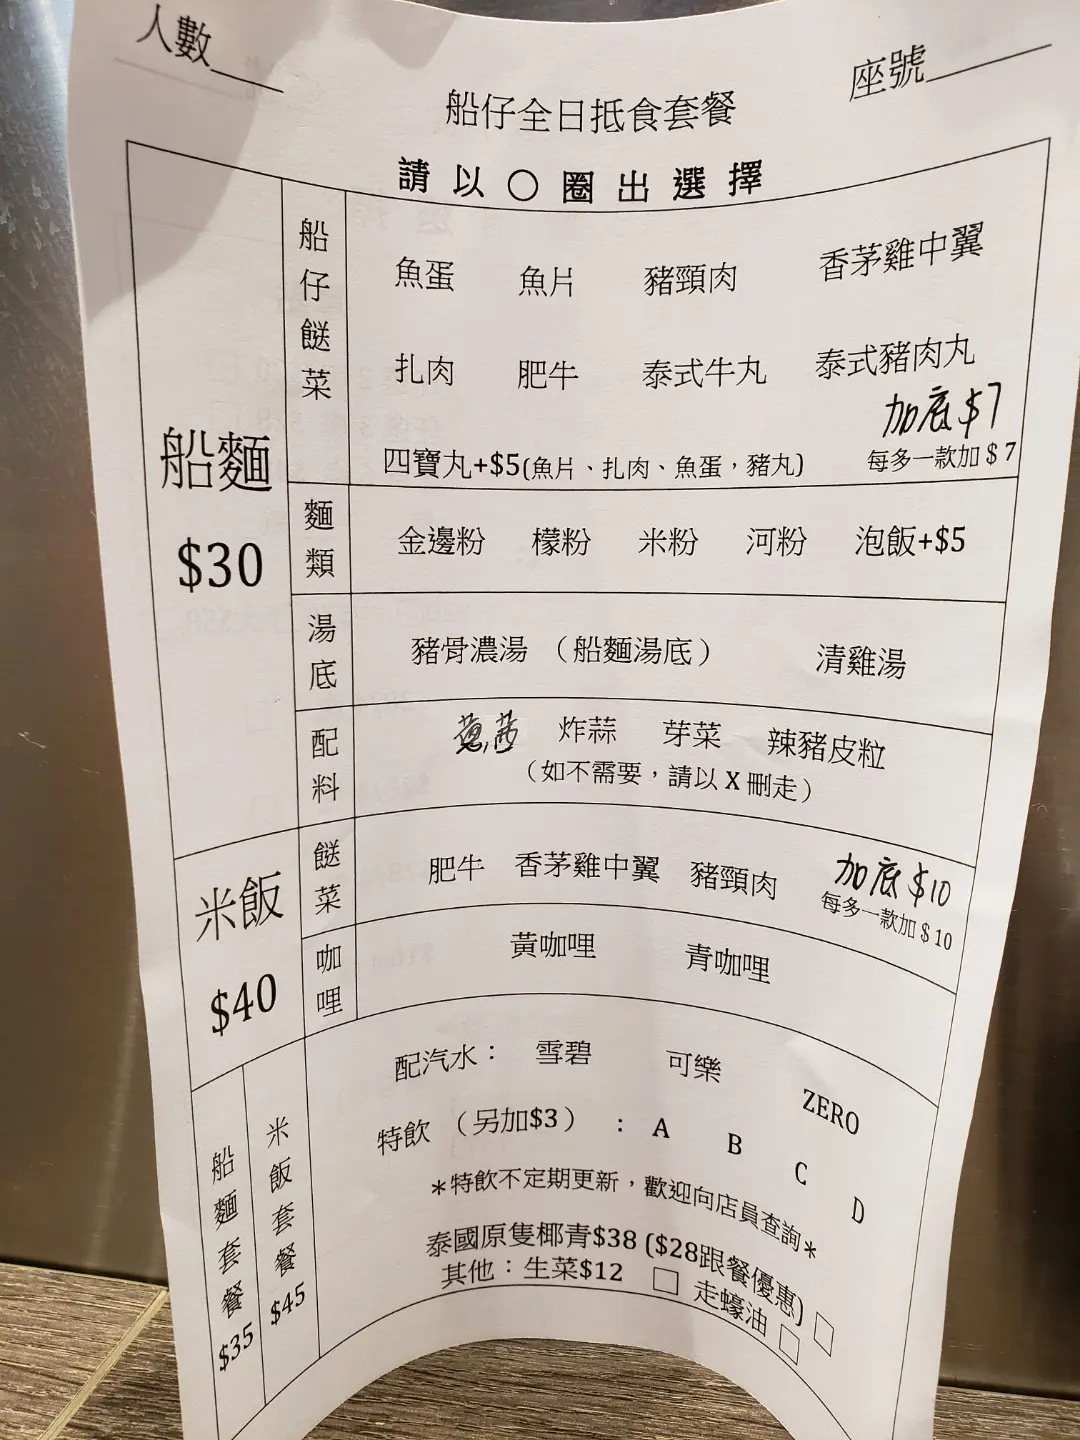 人數___ 座號___
船仔全日抵食套餐
請以○圈出選擇
船麵
$30
船仔餸菜
魚蛋 魚片 豬頸肉 香茅雞中翼
扎肉 肥牛 泰式牛丸 泰式豬肉丸
加底$7
四寶丸+$5(魚片、扎肉、魚蛋，豬丸) 每多一款加$7
麵類
金邊粉 檬粉 米粉 河粉 泡飯+$5
湯底
豬骨濃湯（船麵湯底） 清雞湯
配料
炸蒜 芽菜 辣豬皮粒
（如不需要，請以X刪走）
米飯
$40
餸菜
肥牛 香茅雞中翼 豬頸肉 加底$10
每多一款加$10
咖哩
黃咖哩 青咖哩
船麵套餐$35
米飯套餐$45
配汽水： 雪碧 可樂 ZERO
特飲（另加$3）：A B C D
*特飲不定期更新，歡迎向店員查詢*
泰國原隻椰青$38 ($28跟餐優惠) □
其他：生菜$12 □ 走蠔油 □